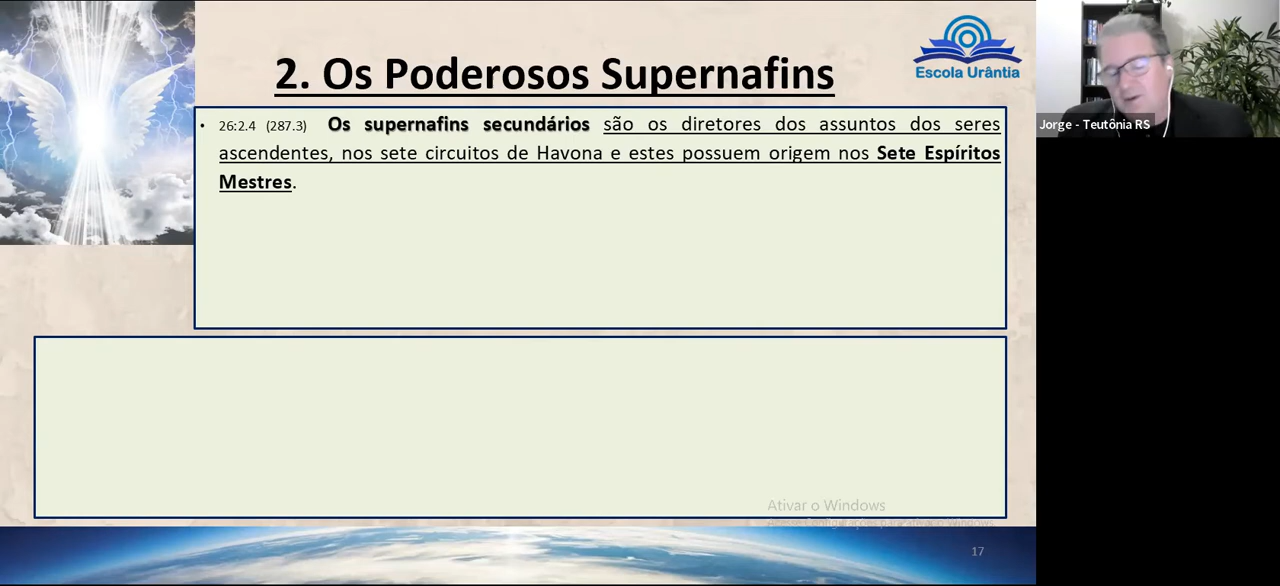 2. Os Poderosos Supernafins
Escola Urântia
Jorge - Teutônia RS
• 26:2.4 (287.3) Os supernafins secundários são os diretores dos assuntos dos seres
ascendentes, nos sete circuitos de Havona e estes possuem origem nos Sete Espíritos
Mestres.
Ativar o Windows
17